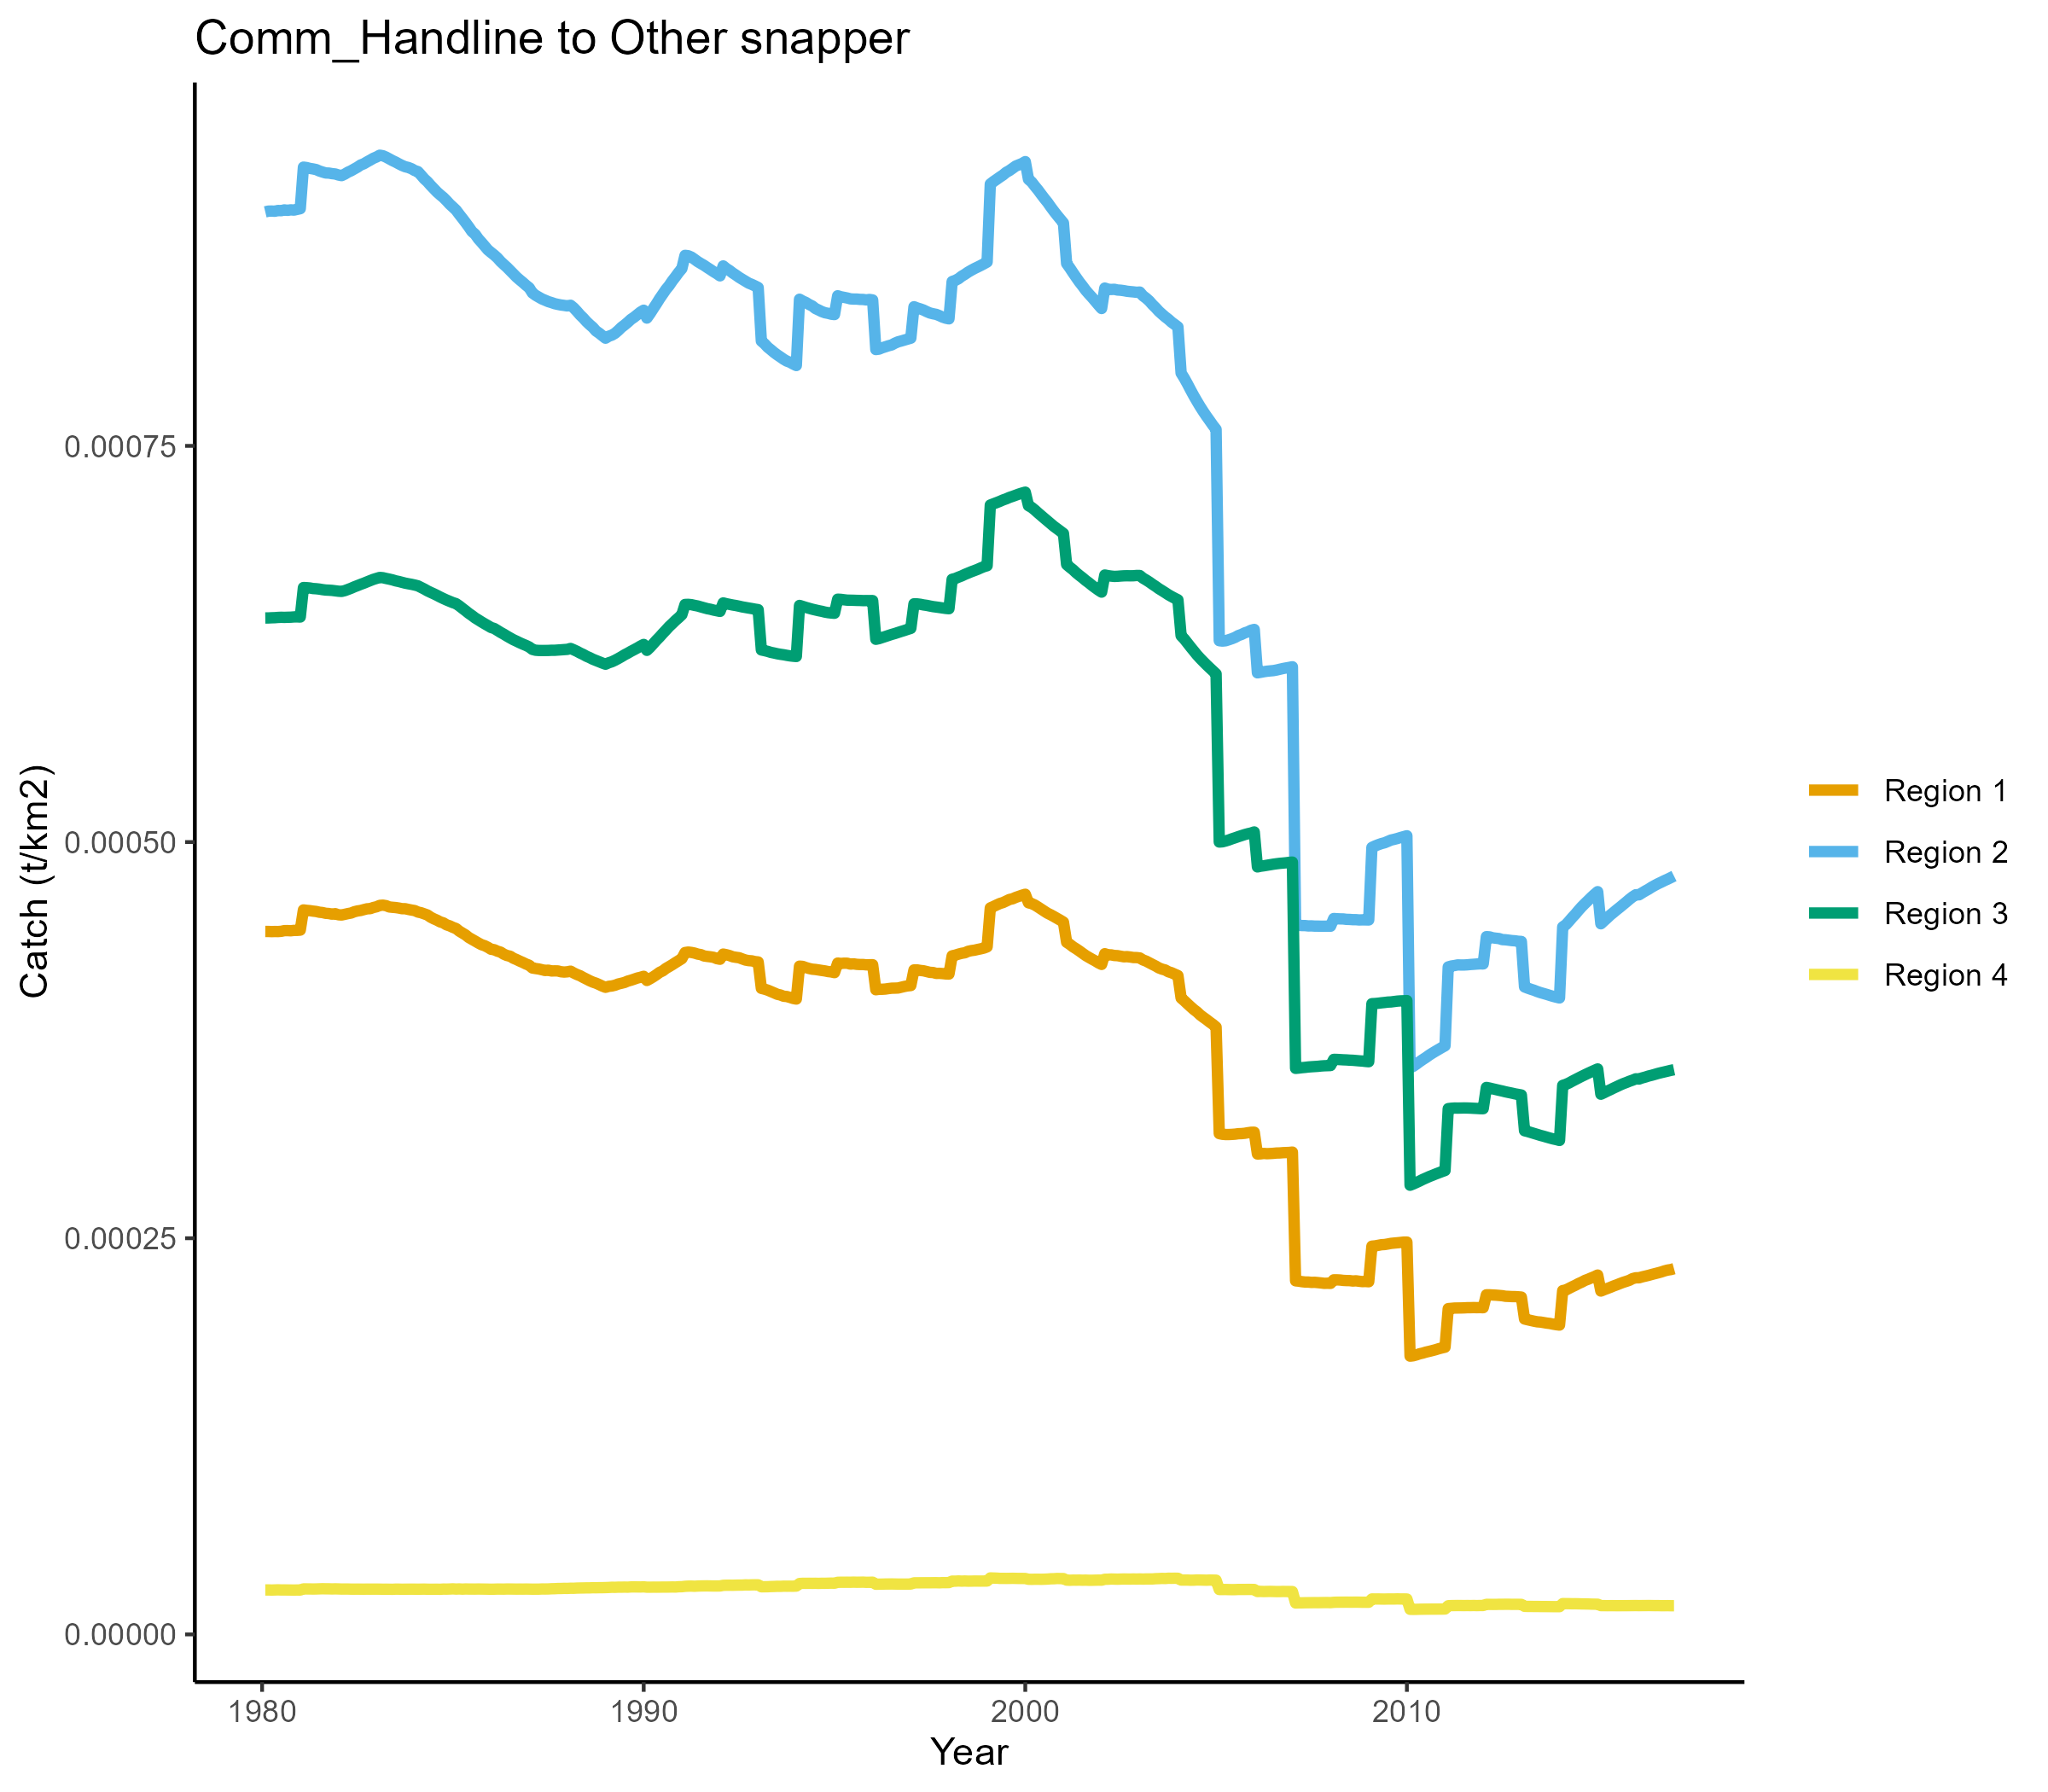 Comm_Handline to Other snapper
Catch (t/km2)
0.00075
0.00050
0.00025
0.00000
1980
1990
2000
2010
Year
Region 1
Region 2
Region 3
Region 4